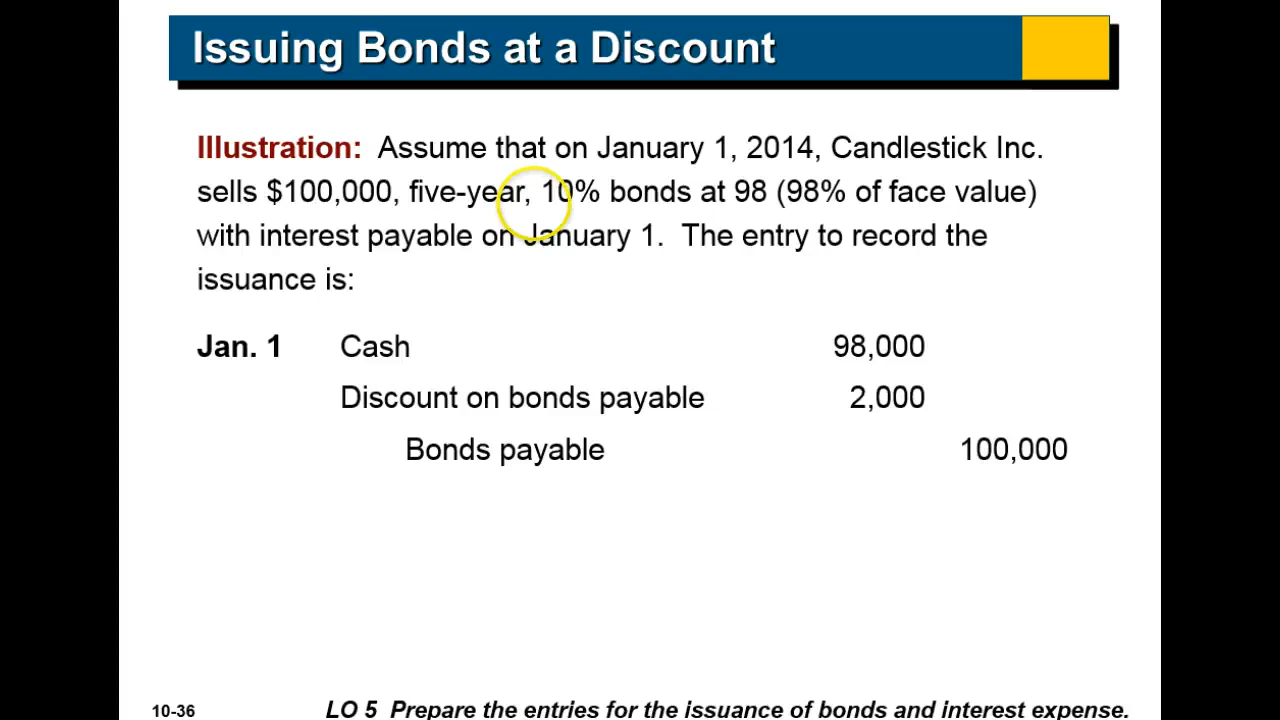 Issuing Bonds at a Discount
Illustration: Assume that on January 1, 2014, Candlestick Inc.
sells $100,000, five-year, 10% bonds at 98 (98% of face value)
with interest payable on January 1. The entry to record the
issuance is:
Jan. 1 Cash 98,000
Discount on bonds payable 2,000
Bonds payable 100,000
10-36 LO 5 Prepare the entries for the issuance of bonds and interest expense.